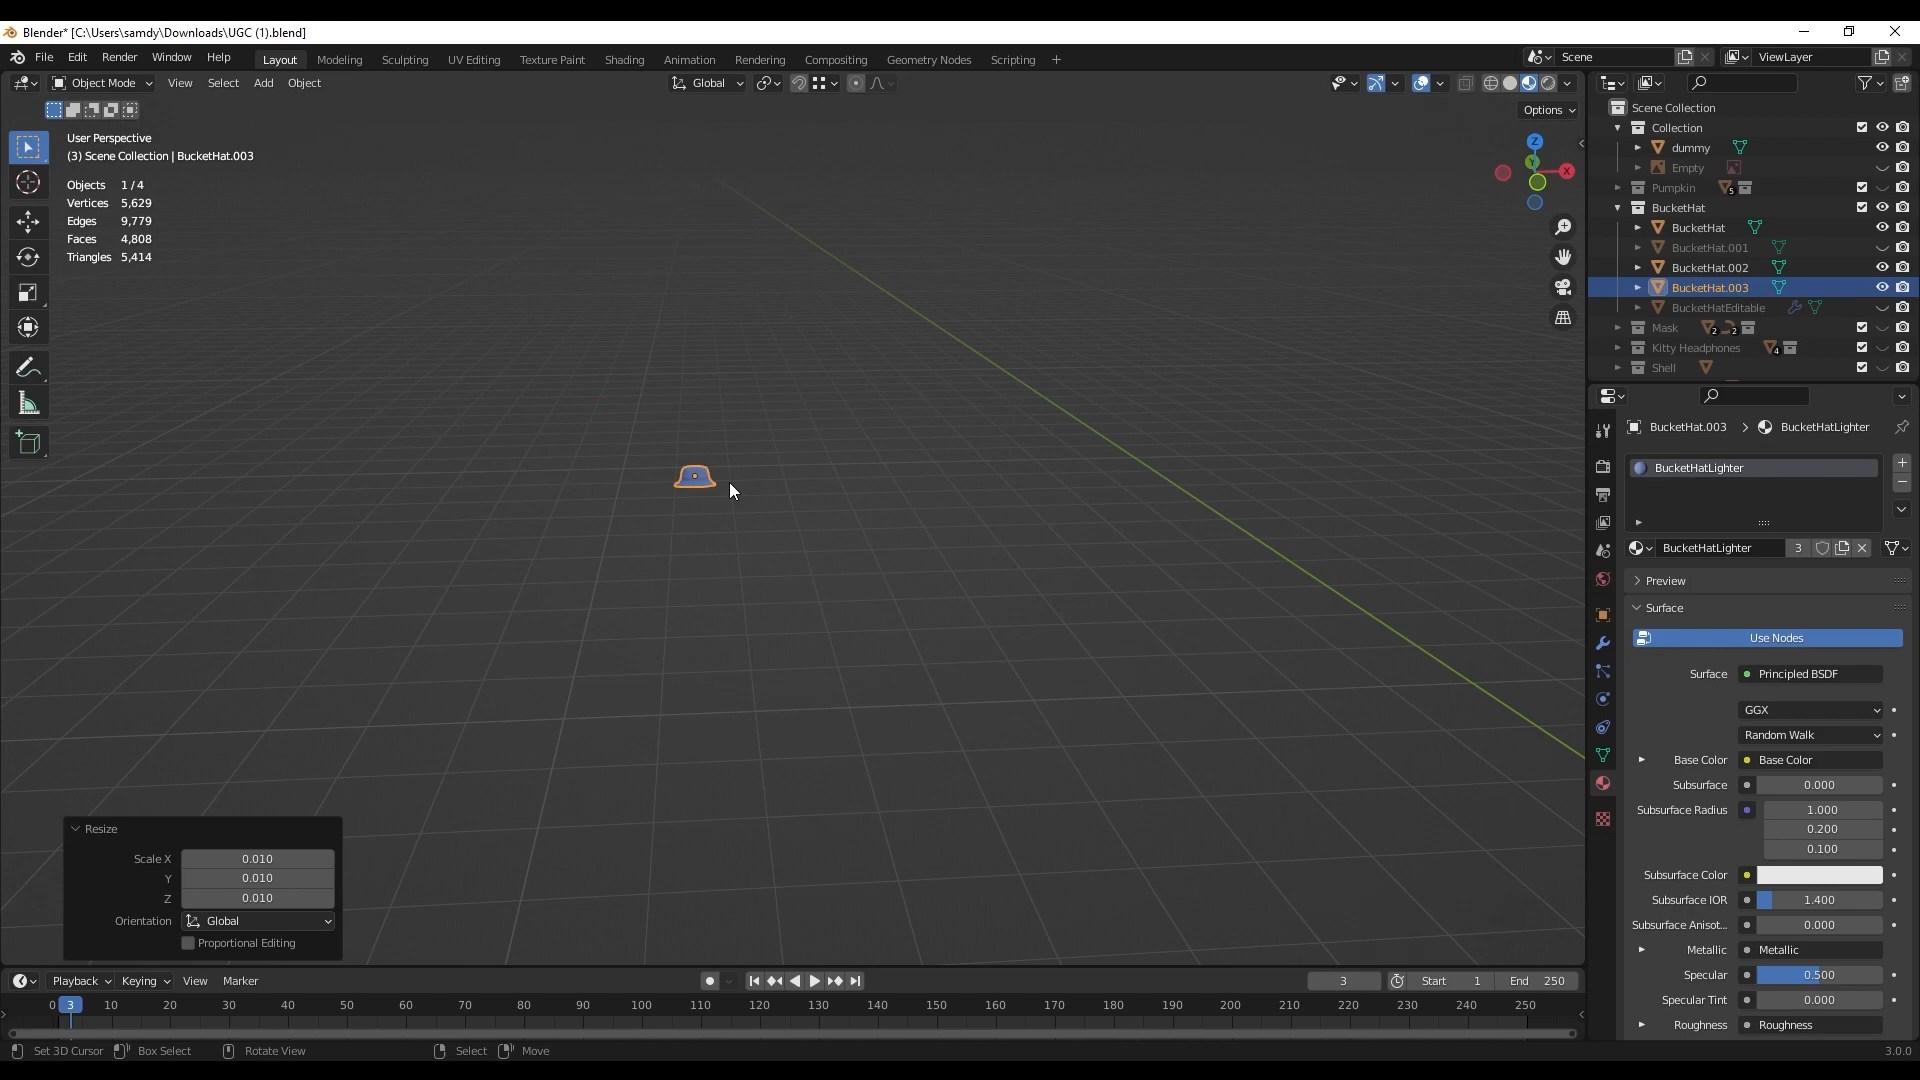 Blender* [C:\Users\samdy\Downloads\UGC (1).blend]
File Edit Render Window Help Layout Modeling Sculpting UV Editing Texture Paint Shading Animation Rendering Compositing Geometry Nodes Scripting + Scene ViewLayer
Object Mode View Select Add Object Global
Options
User Perspective
(3) Scene Collection | BucketHat.003
Objects 1/4
Vertices 5,629
Edges 9,779
Faces 4,808
Triangles 5,414
Z
Y
X
Scene Collection
Collection
dummy
Empty
Pumpkin 5
BucketHat
BucketHat
BucketHat.001
BucketHat.002
BucketHat.003
BucketHatEditable
Mask 2 2
Kitty Headphones 4
Shell
BucketHat.003 > BucketHatLighter
BucketHatLighter
BucketHatLighter 3
Preview
Surface
Use Nodes
Surface Principled BSDF
GGX
Random Walk
Base Color Base Color
Subsurface 0.000
Subsurface Radius 1.000
0.200
0.100
Subsurface Color
Subsurface IOR 1.400
Subsurface Anisot... 0.000
Metallic Metallic
Specular 0.500
Specular Tint 0.000
Roughness Roughness
Resize
Scale X 0.010
Y 0.010
Z 0.010
Orientation Global
Proportional Editing
Playback Keying View Marker 3 Start 1 End 250
0 3 10 20 30 40 50 60 70 80 90 100 110 120 130 140 150 160 170 180 190 200 210 220 230 240 250
Set 3D Cursor Box Select Rotate View Select Move 3.0.0